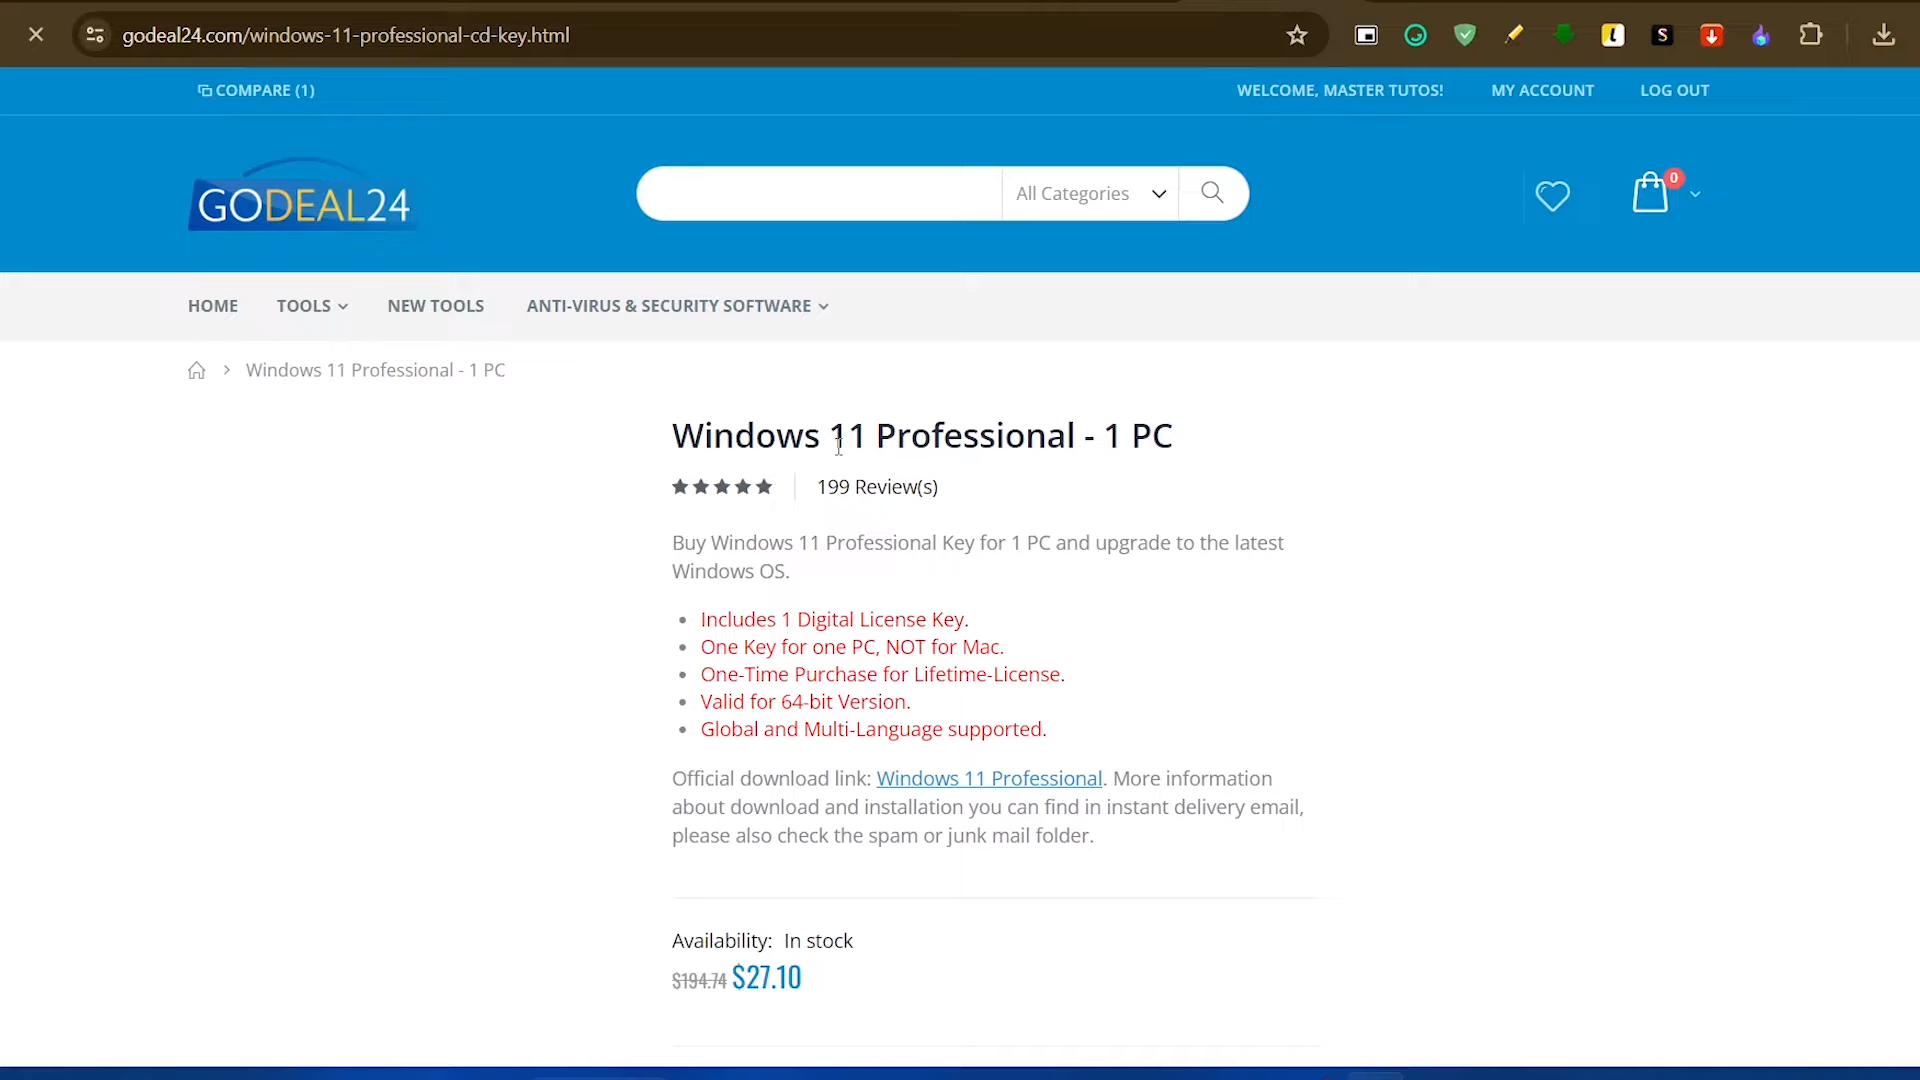 godeal24.com/windows-11-professional-cd-key.html
COMPARE (1)
WELCOME, MASTER TUTOS!
MY ACCOUNT
LOG OUT
GODEAL24
All Categories
0
HOME
TOOLS
NEW TOOLS
ANTI-VIRUS & SECURITY SOFTWARE
Windows 11 Professional - 1 PC
Windows 11 Professional - 1 PC
199 Review(s)
Buy Windows 11 Professional Key for 1 PC and upgrade to the latest
Windows OS.
Includes 1 Digital License Key.
One Key for one PC, NOT for Mac.
One-Time Purchase for Lifetime-License.
Valid for 64-bit Version.
Global and Multi-Language supported.
Official download link: Windows 11 Professional. More information
about download and installation you can find in instant delivery email,
please also check the spam or junk mail folder.
Availability: In stock
$194.74 $27.10